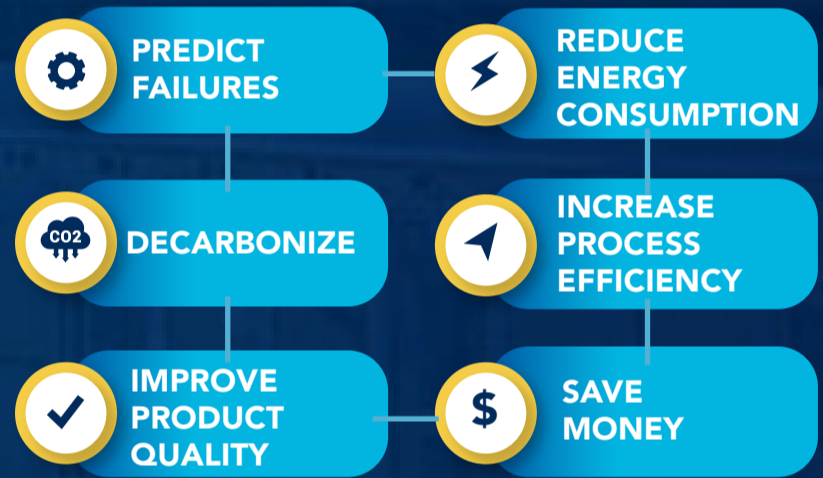 PREDICT
FAILURES
REDUCE
ENERGY
CONSUMPTION
CO2
DECARBONIZE
INCREASE
PROCESS
EFFICIENCY
IMPROVE
PRODUCT
QUALITY
$
SAVE
MONEY